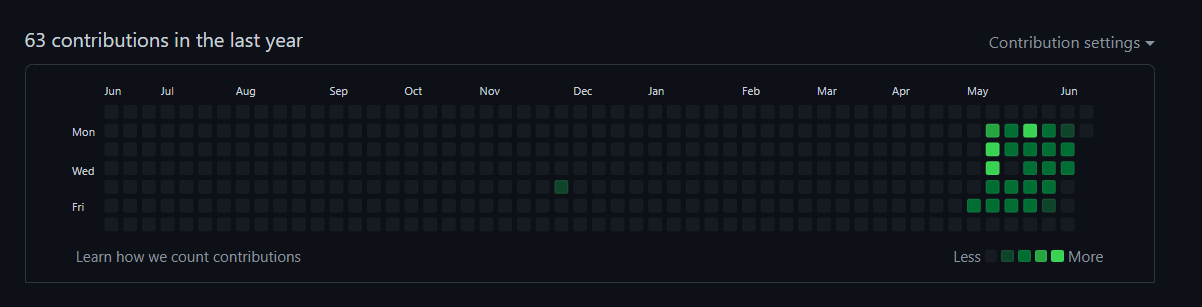 63 contributions in the last year
Contribution settings
Jun Jul Aug Sep Oct Nov Dec Jan Feb Mar Apr May Jun
Mon
Wed
Fri
Learn how we count contributions
Less More